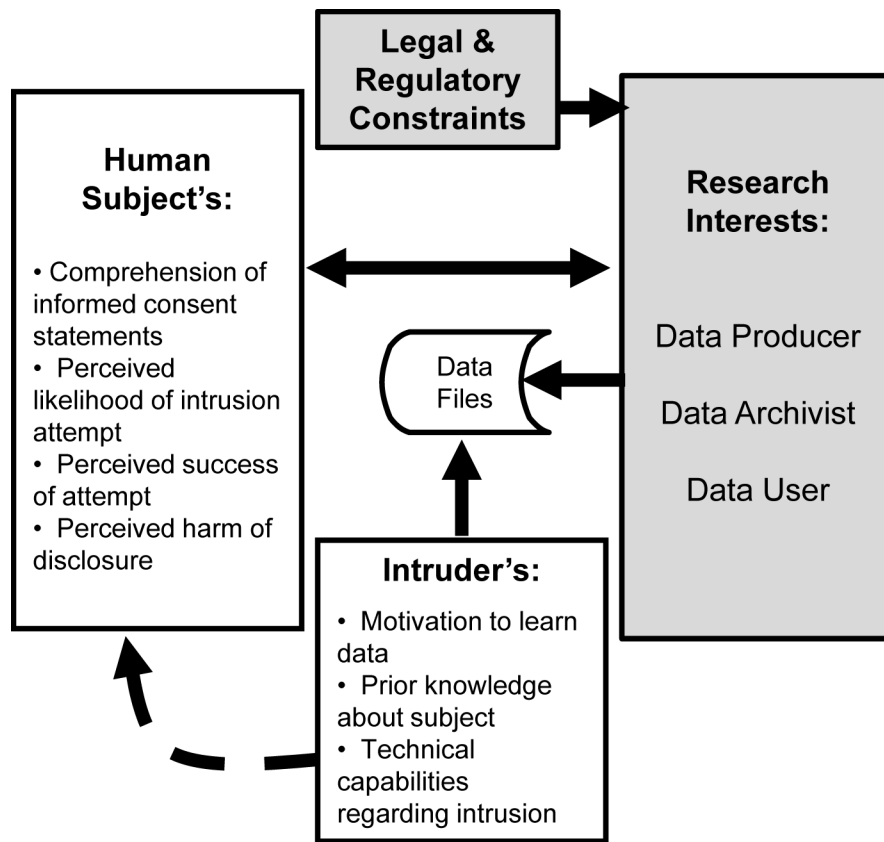 Legal &
Regulatory
Constraints
Human
Subject's:
• Comprehension of
informed consent
statements
• Perceived
likelihood of intrusion
attempt
• Perceived success
of attempt
• Perceived harm of
disclosure
Research
Interests:
Data Producer
Data Archivist
Data User
Data
Files
Intruder's:
• Motivation to learn
data
• Prior knowledge
about subject
• Technical
capabilities
regarding intrusion